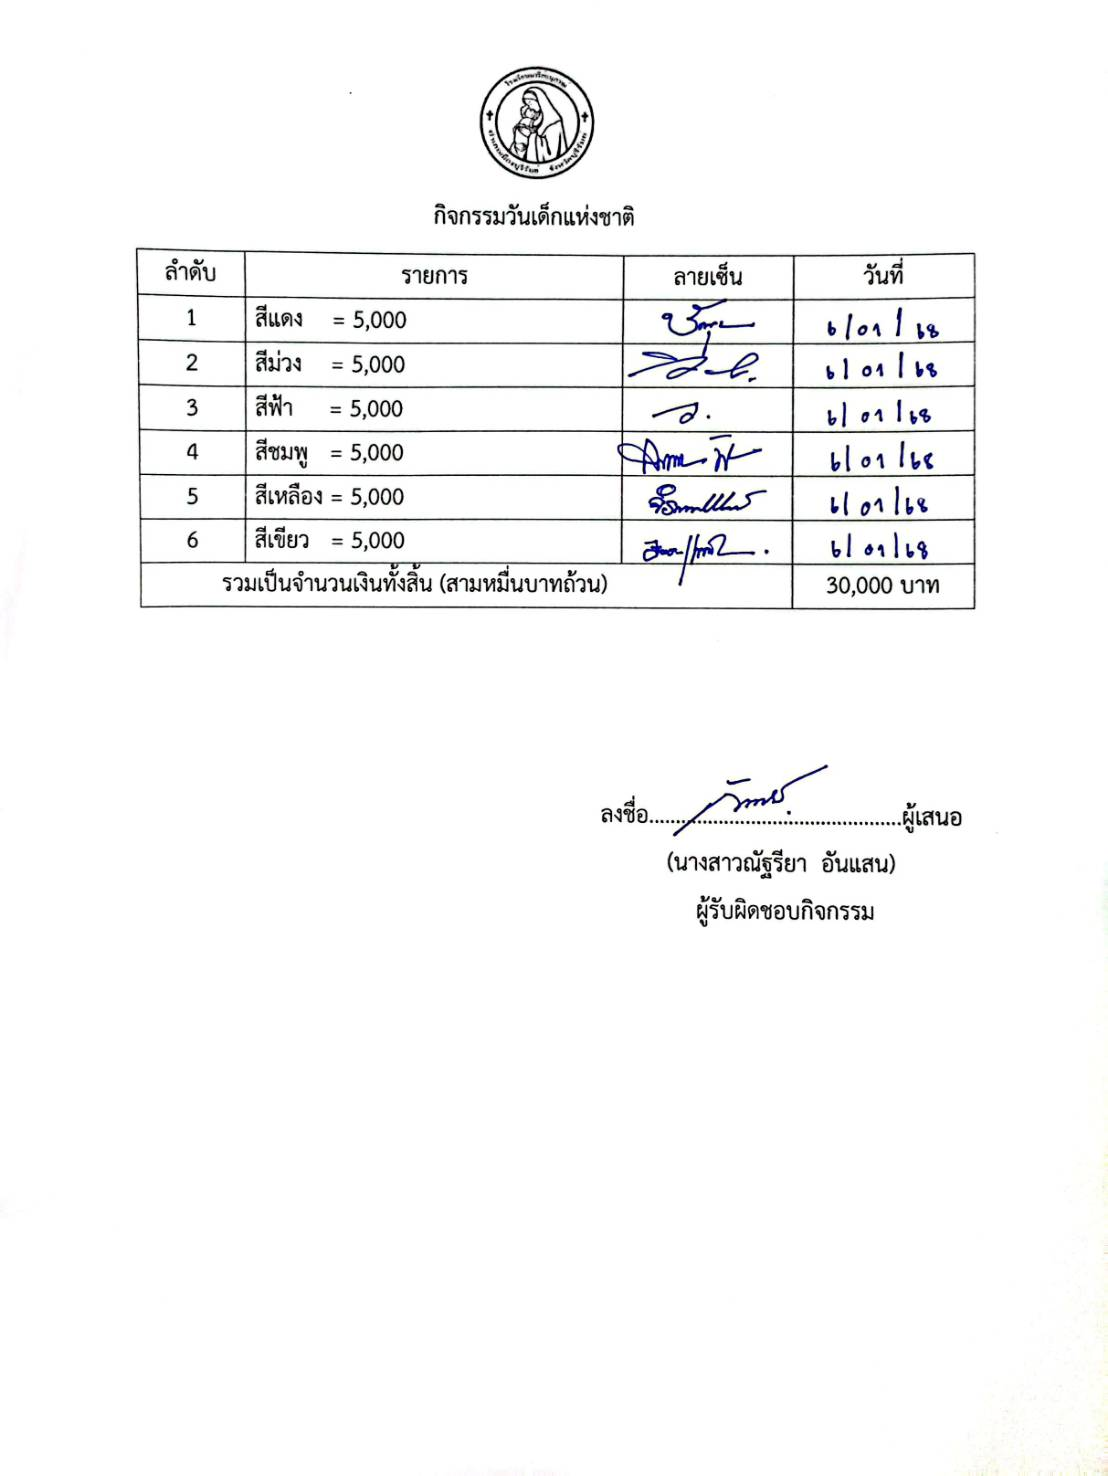 กิจกรรมวันเด็กแห่งชาติ
ลำดับ รายการ ลายเซ็น วันที่
1 สีแดง = 5,000 6/01/68
2 สีม่วง = 5,000 6/01/68
3 สีฟ้า = 5,000 6/01/68
4 สีชมพู = 5,000 6/01/68
5 สีเหลือง = 5,000 6/01/68
6 สีเขียว = 5,000 6/01/68
รวมเป็นจำนวนเงินทั้งสิ้น (สามหมื่นบาทถ้วน) 30,000 บาท
ลงชื่อ..........................................ผู้เสนอ
(นางสาวณัฐรียา อันแสน)
ผู้รับผิดชอบกิจกรรม